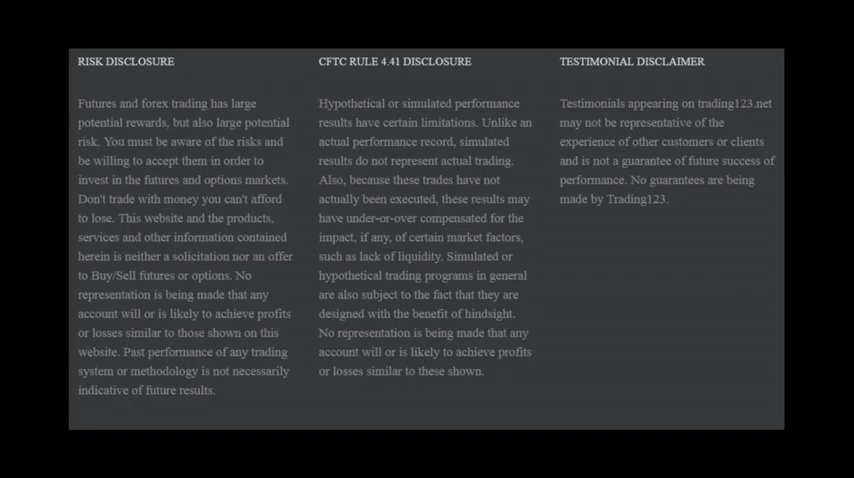 RISK DISCLOSURE
Futures and forex trading has large
potential rewards, but also large potential
risk. You must be aware of the risks and
be willing to accept them in order to
invest in the futures and options markets.
Don't trade with money you can't afford
to lose. This website and the products,
services and other information contained
herein is neither a solicitation nor an offer
to Buy/Sell futures or options. No
representation is being made that any
account will or is likely to achieve profits
or losses similar to those shown on this
website. Past performance of any trading
system or methodology is not necessarily
indicative of future results.
CFTC RULE 4.41 DISCLOSURE
Hypothetical or simulated performance
results have certain limitations. Unlike an
actual performance record, simulated
results do not represent actual trading.
Also, because these trades have not
actually been executed, these results may
have under-or-over compensated for the
impact, if any, of certain market factors,
such as lack of liquidity. Simulated or
hypothetical trading programs in general
are also subject to the fact that they are
designed with the benefit of hindsight.
No representation is being made that any
account will or is likely to achieve profits
or losses similar to these shown.
TESTIMONIAL DISCLAIMER
Testimonials appearing on trading123.net
may not be representative of the
experience of other customers or clients
and is not a guarantee of future success of
performance. No guarantees are being
made by Trading123.